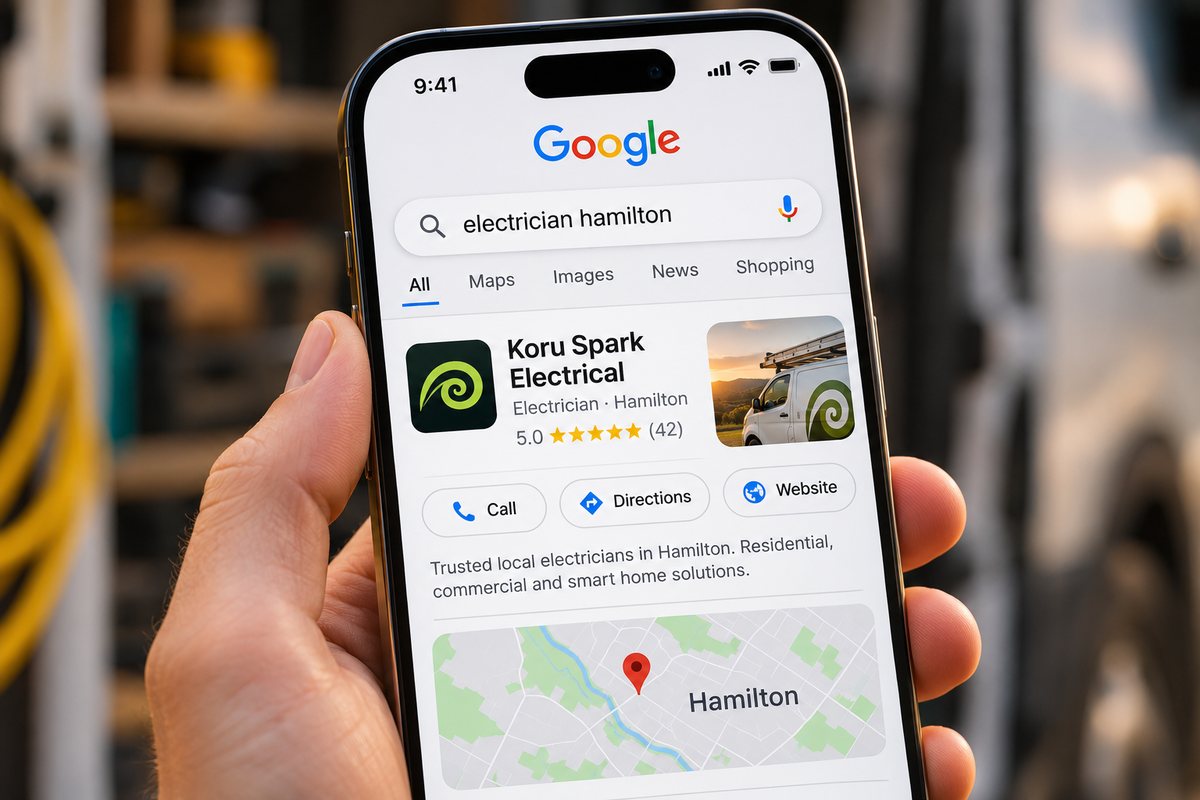 9:41
Google
electrician hamilton
All Maps Images News Shopping
Koru Spark
Electrical
Electrician · Hamilton
5.0 ★★★★★ (42)
Call Directions Website
Trusted local electricians in Hamilton. Residential,
commercial and smart home solutions.
Hamilton